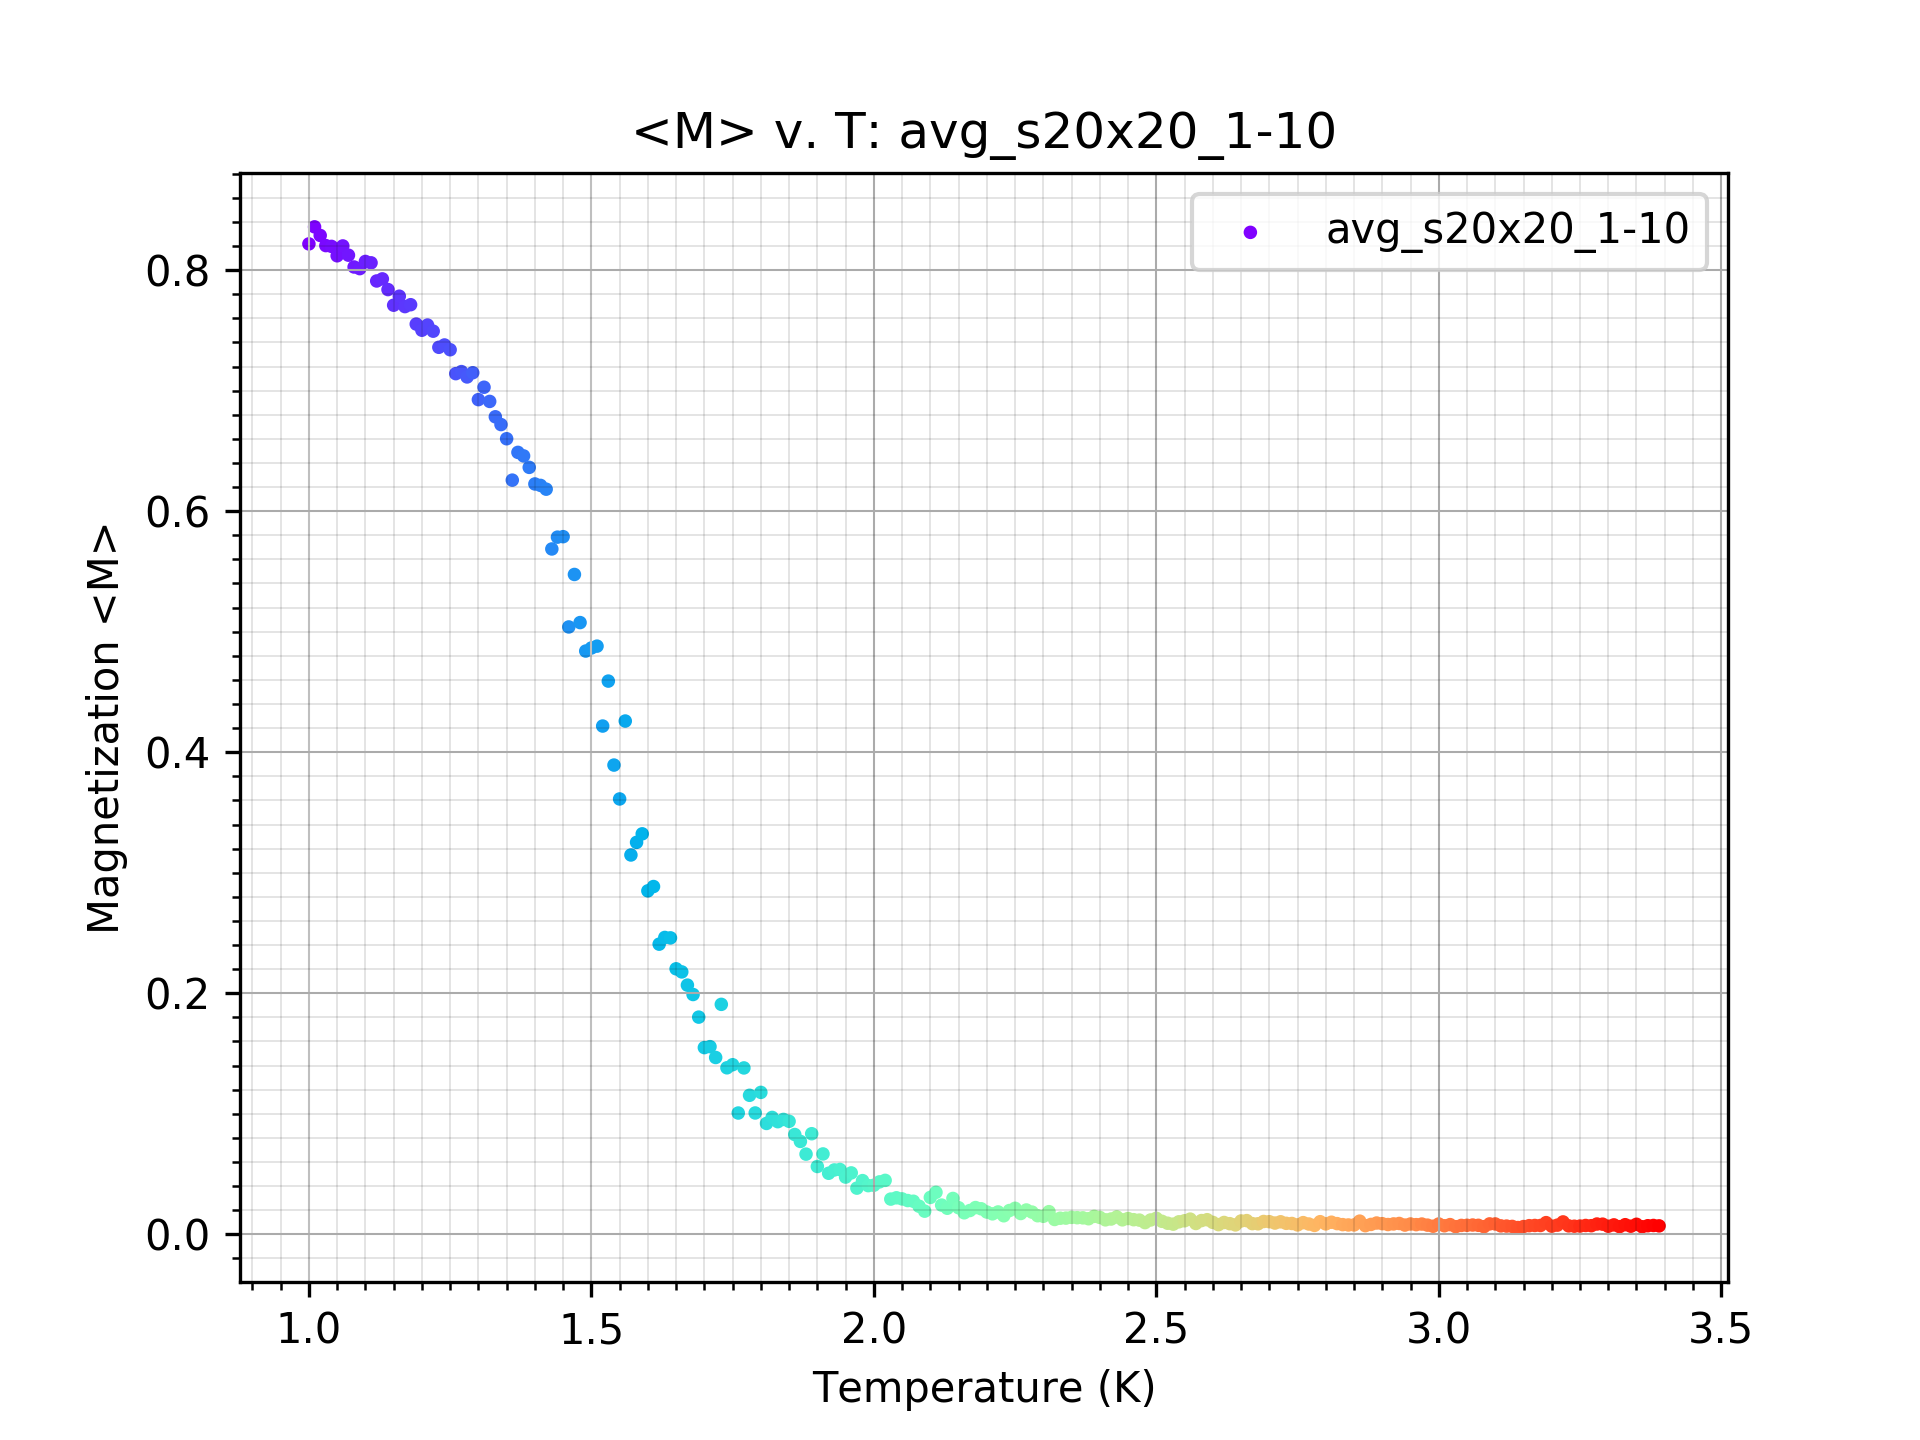 <M> v. T: avg_s20x20_1-10
avg_s20x20_1-10
Magnetization <M>
0.8
0.6
0.4
0.2
0.0
1.0 1.5 2.0 2.5 3.0 3.5
Temperature (K)